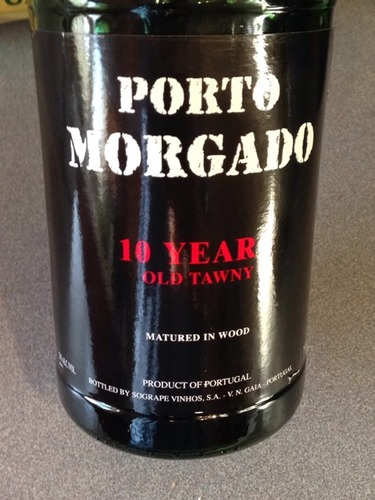 PORTO
MORGADO
10 YEAR
OLD TAWNY
MATURED IN WOOD
PRODUCT OF PORTUGAL
BOTTLED BY SOGRAPE VINHOS, S.A. - V. N. GAIA - PORTUGAL